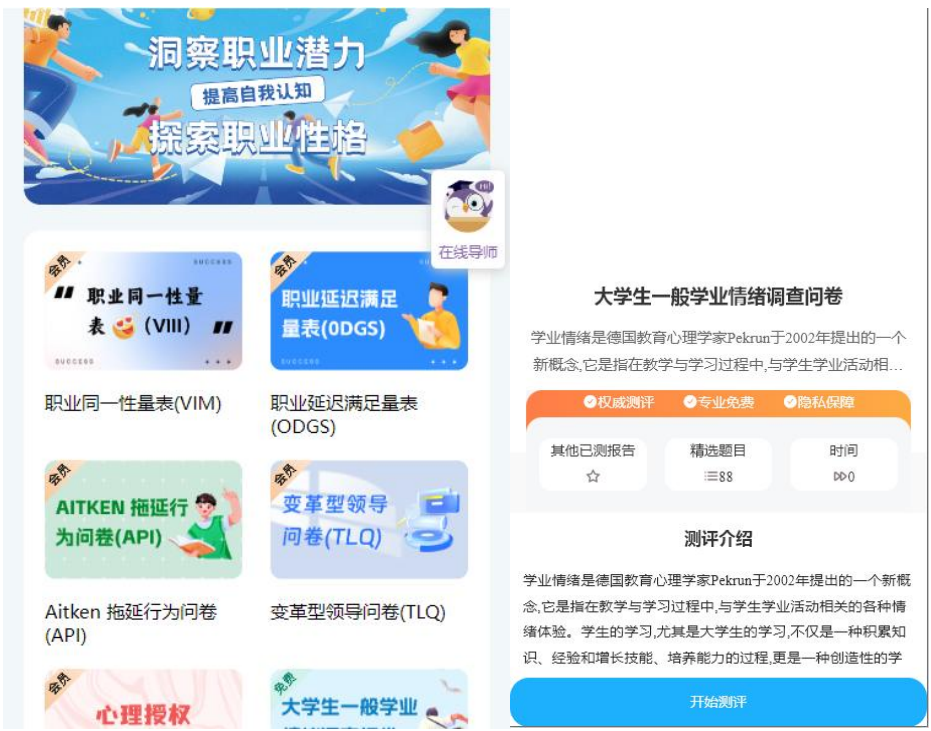 洞察职业潜力
提高自我认知
探索职业性格
Hi!
在线导师
会员
SUCCESS
职业同一性量
表 (VIII)
SUCCESS
职业同一性量表(VIM)
会员
SUCCESS
职业延迟满足
量表(ODGS)
SUCCESS
职业延迟满足量表
(ODGS)
会员
AITKEN 拖延行
为问卷(API)
Aitken 拖延行为问卷
(API)
会员
变革型领导
问卷(TLQ)
变革型领导问卷(TLQ)
会员
心理授权
免费
大学生一般学业
大学生一般学业情绪调查问卷
学业情绪是德国教育心理学家Pekrun于2002年提出的一个
新概念,它是指在教学与学习过程中,与学生学业活动相…
权威测评
专业免费
隐私保障
其他已测报告
精选题目
88
时间
0
测评介绍
学业情绪是德国教育心理学家Pekrun于2002年提出的一个新概
念,它是指在教学与学习过程中,与学生学业活动相关的各种情
绪体验。学生的学习,尤其是大学生的学习,不仅是一种积累知
识、经验和增长技能、培养能力的过程,更是一种创造性的学
开始测评